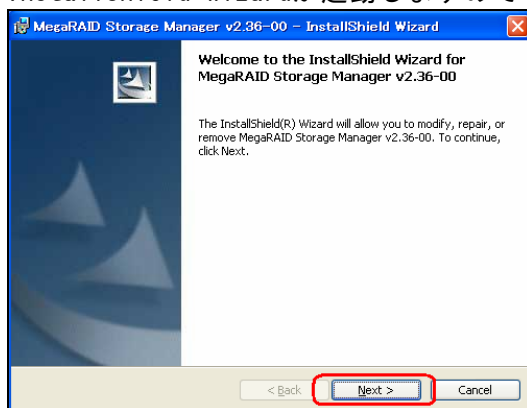 MegaRAID Storage Manager v2.36-00 - InstallShield Wizard
Welcome to the InstallShield Wizard for
MegaRAID Storage Manager v2.36-00
The InstallShield(R) Wizard will allow you to modify, repair, or
remove MegaRAID Storage Manager v2.36-00. To continue,
click Next.
< Back
Next >
Cancel